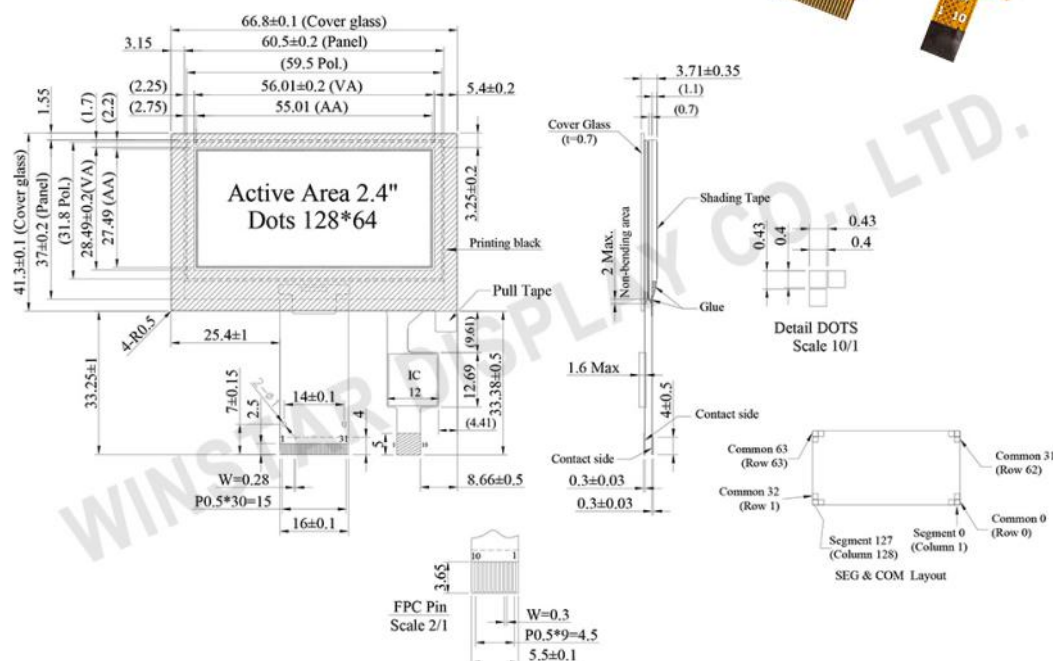 1 10
66.8±0.1 (Cover glass)
3.15
60.5±0.2 (Panel)
(59.5 Pol.)
(2.25)
56.01±0.2 (VA)
5.4±0.2
(2.75)
55.01 (AA)
1.55
(1.7)
(2.2)
41.3±0.1 (Cover glass)
37±0.2 (Panel)
(31.8 Pol.)
28.49±0.2(VA)
27.49 (AA)
Active Area 2.4"
Dots 128*64
3.25±0.2
Printing black
Pull Tape
4-R0.5
25.4±1
33.25±1
7±0.15
2.5
14±0.1
1
31
4
5
IC
12
(9.61)
12.69
33.38±0.5
(4.41)
W=0.28
8.66±0.5
P0.5*30=15
16±0.1
3.71±0.35
(1.1)
(0.7)
Cover Glass
(t=0.7)
Shading Tape
2 Max.
Non-bending area
Glue
1.6 Max
4±0.5
Contact side
Contact side
0.3±0.03
0.3±0.03
0.43
0.4
0.43
0.4
Detail DOTS
Scale 10/1
Common 63
(Row 63)
Common 31
(Row 62)
Common 32
(Row 1)
Common 0
(Row 0)
Segment 127
(Column 128)
Segment 0
(Column 1)
SEG & COM Layout
10 1
3.65
FPC Pin
Scale 2/1
W=0.3
P0.5*9=4.5
5.5±0.1
WINSTAR DISPLAY CO., LTD.